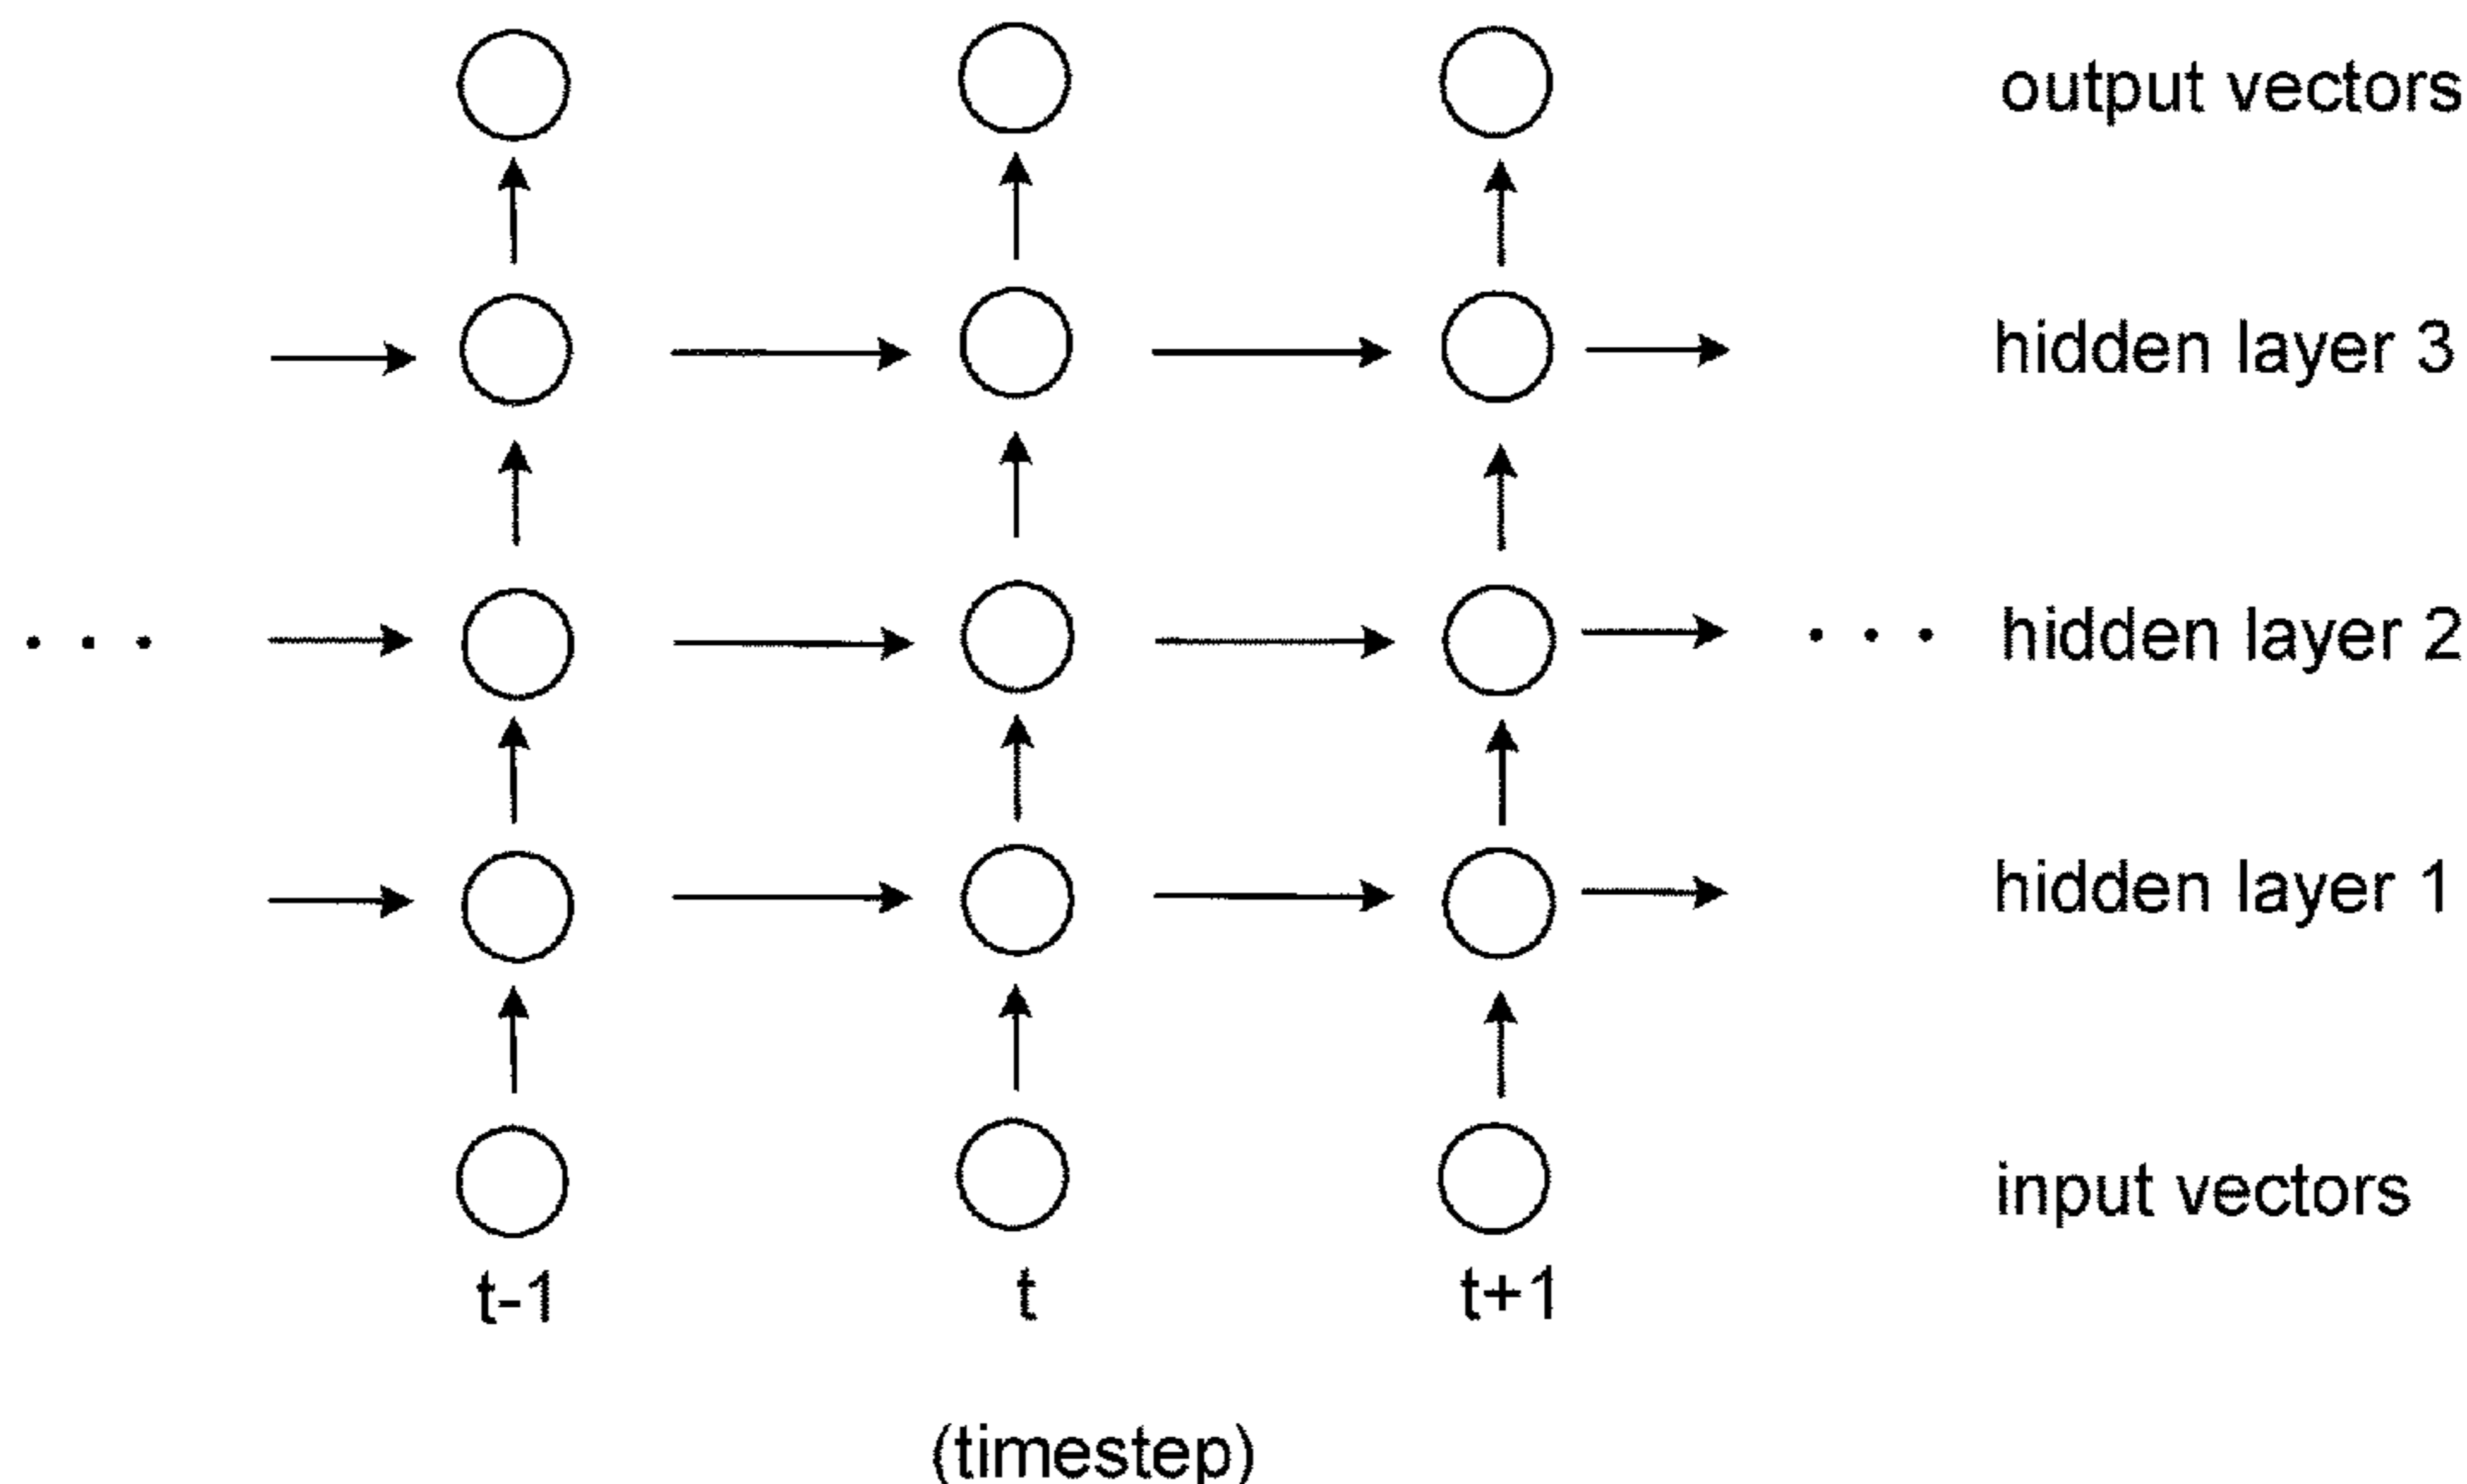 output vectors
hidden layer 3
. . . . . . hidden layer 2
hidden layer 1
input vectors
t-1 t t+1
(timestep)